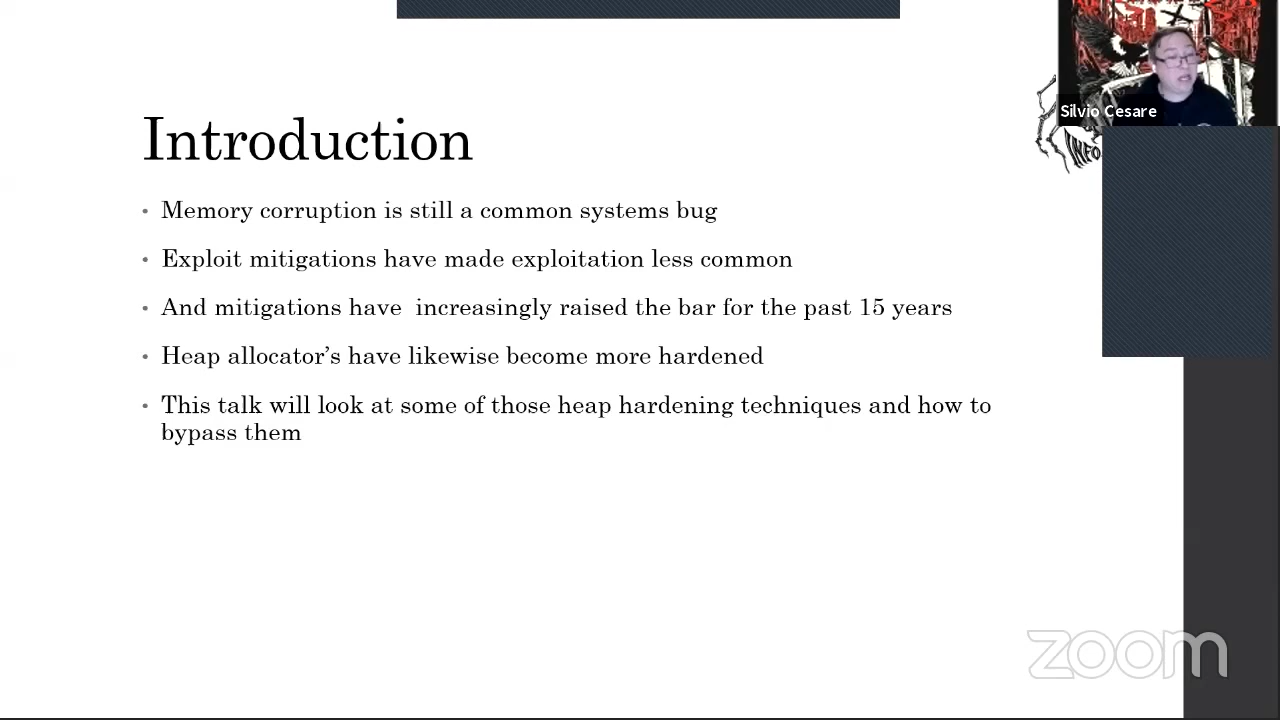 Introduction
• Memory corruption is still a common systems bug
• Exploit mitigations have made exploitation less common
• And mitigations have  increasingly raised the bar for the past 15 years
• Heap allocator’s have likewise become more hardened
• This talk will look at some of those heap hardening techniques and how to
bypass them
Silvio Cesare
INFO
zoom